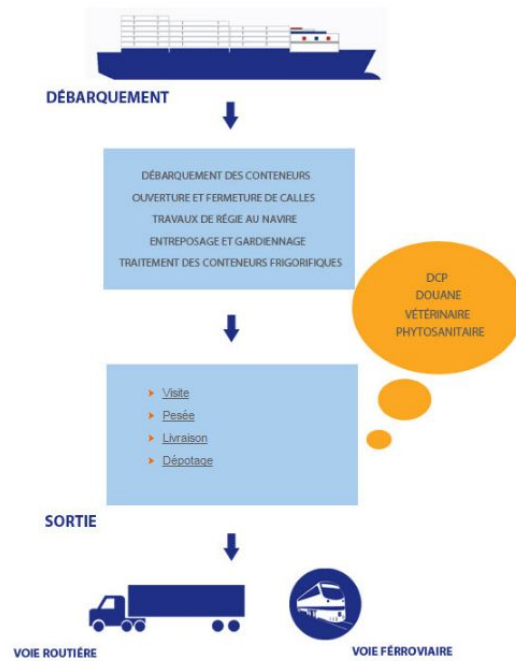 DÉBARQUEMENT
DÉBARQUEMENT DES CONTENEURS
OUVERTURE ET FERMETURE DE CALLES
TRAVAUX DE RÉGIE AU NAVIRE
ENTREPOSAGE ET GARDIENNAGE
TRAITEMENT DES CONTENEURS FRIGORIFIQUES
DCP
DOUANE
VÉTÉRINAIRE
PHYTOSANITAIRE
Visite
Pesée
Livraison
Dépotage
SORTIE
VOIE ROUTIÉRE
VOIE FÉRROVIAIRE